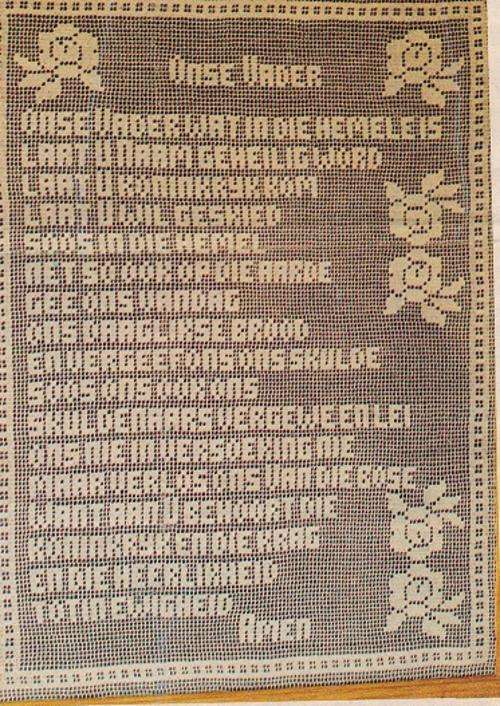 ONSE VADER
ONSE VADER WAT IN DIE HEMELE IS
LAAT U NAAM GEHEILIG WORD
LAAT U KONINKRYK KOM
LAAT U WIL GESKIED
SOOS IN DIE HEMEL
NET SO OOK OP DIE AARDE
GEE ONS VANDAG
ONS DAAGLIKSE BROOD
EN VERGEEF ONS ONS SKULDE
SOOS ONS OOK ONS
SKULDENAARS VERGEWE EN LEI
ONS NIE IN VERSOEKING NIE
MAAR VERLOS ONS VAN DIE BOSE
WANT AAN U BEHOORT DIE
KONINKRYK EN DIE KRAG
EN DIE HEERLIKHEID
TOT IN EWIGHEID
AMEN